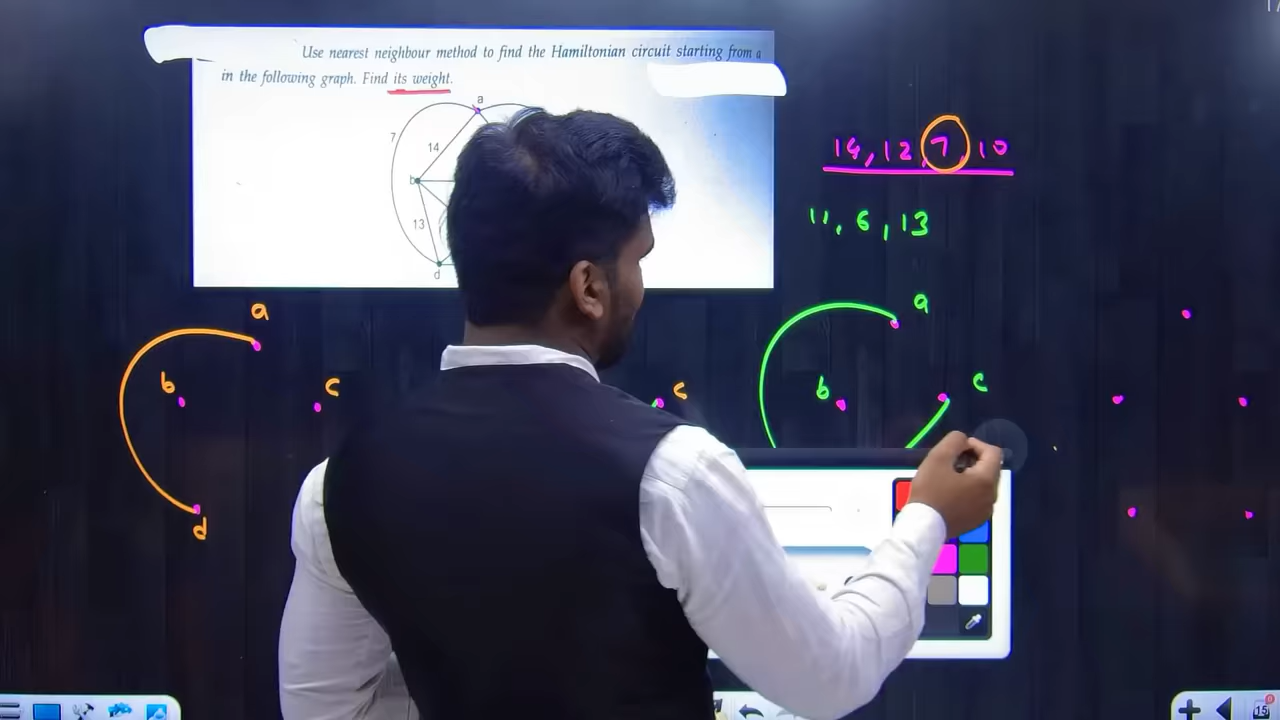 Use nearest neighbour method to find the Hamiltonian circuit starting from a
in the following graph. Find its weight.
a
7
14
b
13
d
14, 12, 7, 10
11, 6, 13
a
b
c
d
c
a
b
c
15